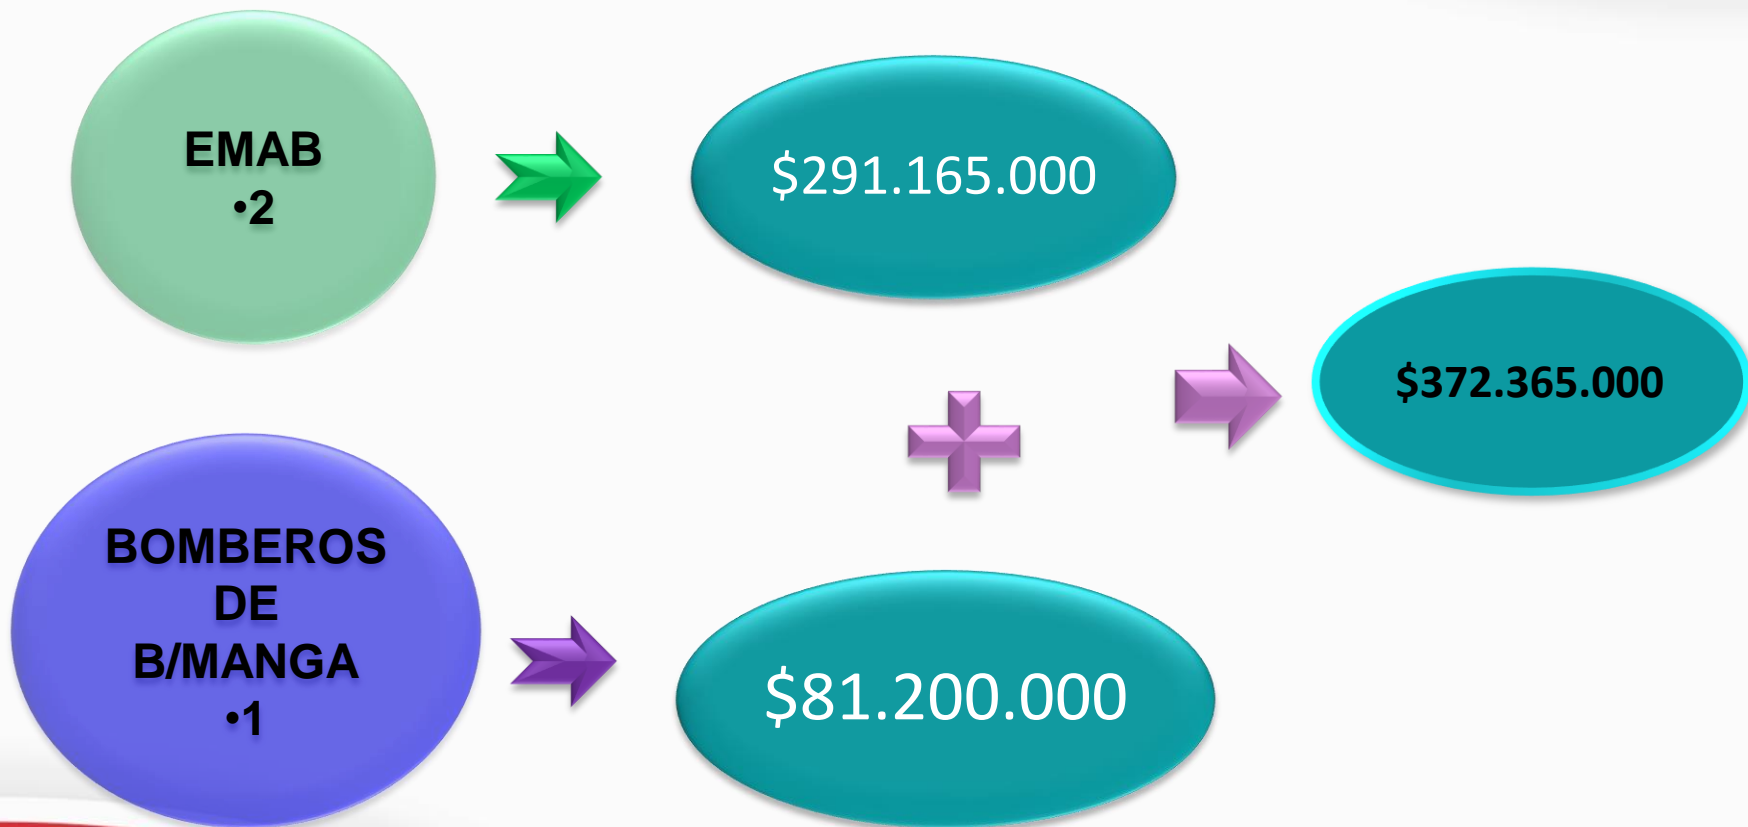 EMAB
•2
$291.165.000
$372.365.000
BOMBEROS
DE
B/MANGA
•1
$81.200.000